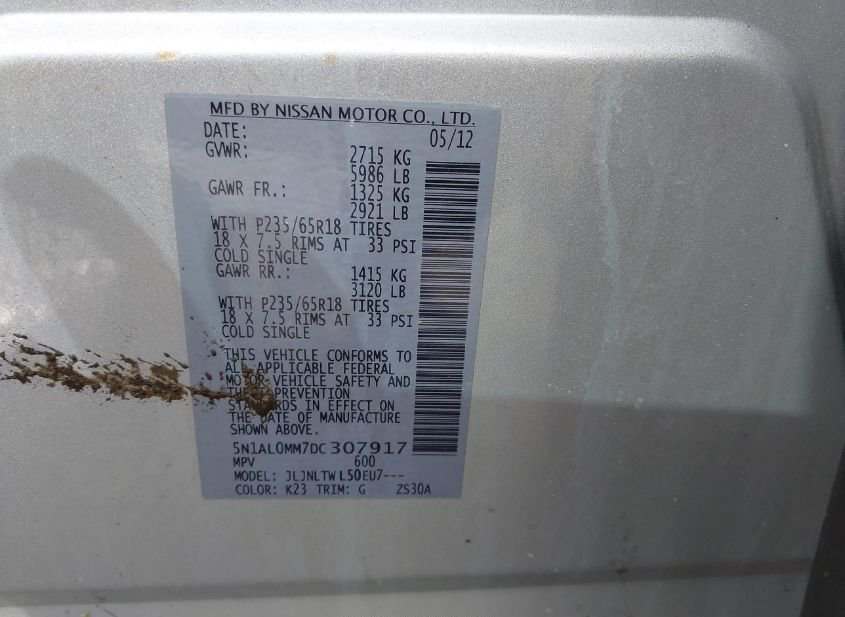 MFD BY NISSAN MOTOR CO., LTD.
DATE: 05/12
GVWR: 2715 KG
5986 LB
GAWR FR.: 1325 KG
2921 LB
WITH P235/65R18 TIRES
18 X 7.5 RIMS AT 33 PSI
COLD SINGLE
GAWR RR.: 1415 KG
3120 LB
WITH P235/65R18 TIRES
18 X 7.5 RIMS AT 33 PSI
COLD SINGLE
THIS VEHICLE CONFORMS TO
ALL APPLICABLE FEDERAL
MOTOR VEHICLE SAFETY AND
PREVENTION
IN EFFECT ON
THE DATE OF MANUFACTURE
SHOWN ABOVE.
5N1AL0MM7DC307917
MPV 600
MODEL: JLJNLTW L50EU7---
COLOR: K23 TRIM: G ZS30A